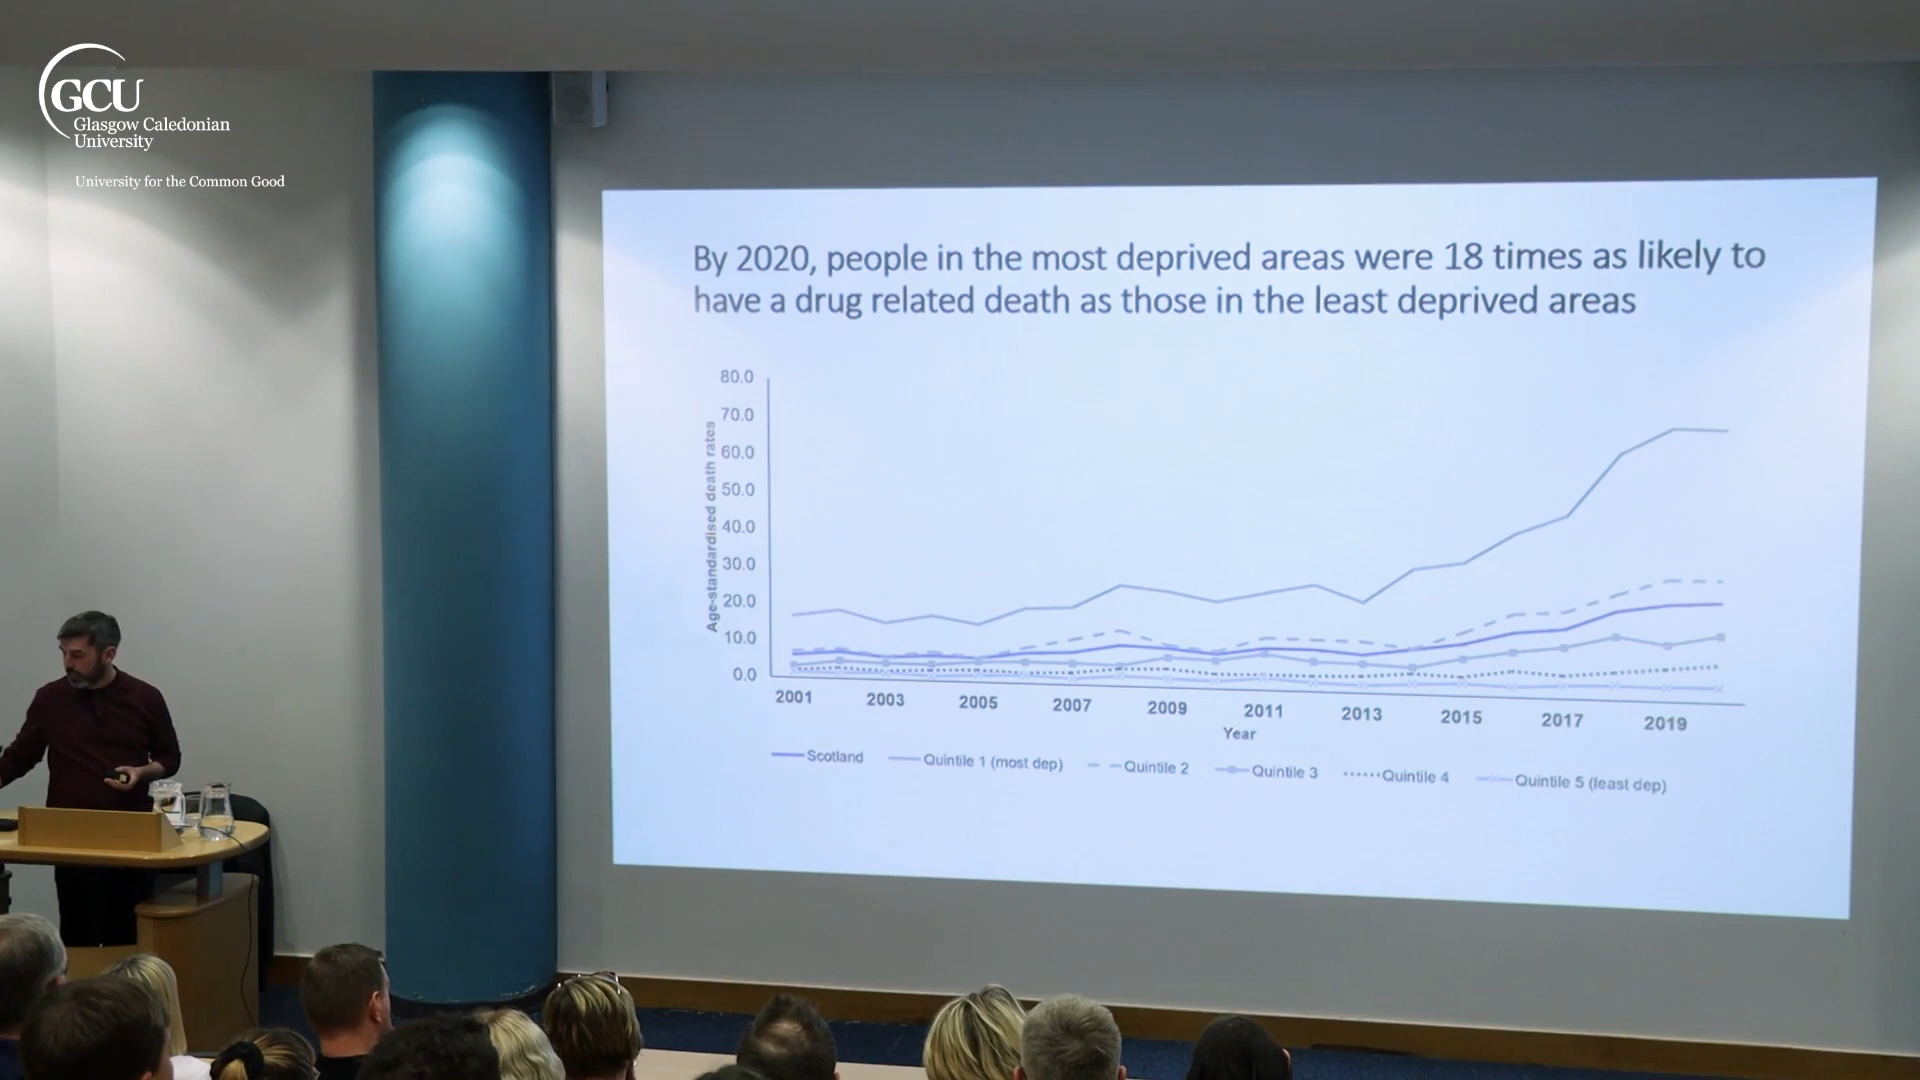 GCU
Glasgow Caledonian
University
University for the Common Good
By 2020, people in the most deprived areas were 18 times as likely to
have a drug related death as those in the least deprived areas
80.0
70.0
60.0
50.0
40.0
30.0
20.0
10.0
0.0
Age-standardised death rates
2001 2003 2005 2007 2009 2011 2013 2015 2017 2019
Year
Scotland Quintile 1 (most dep) Quintile 2 Quintile 3 Quintile 4 Quintile 5 (least dep)